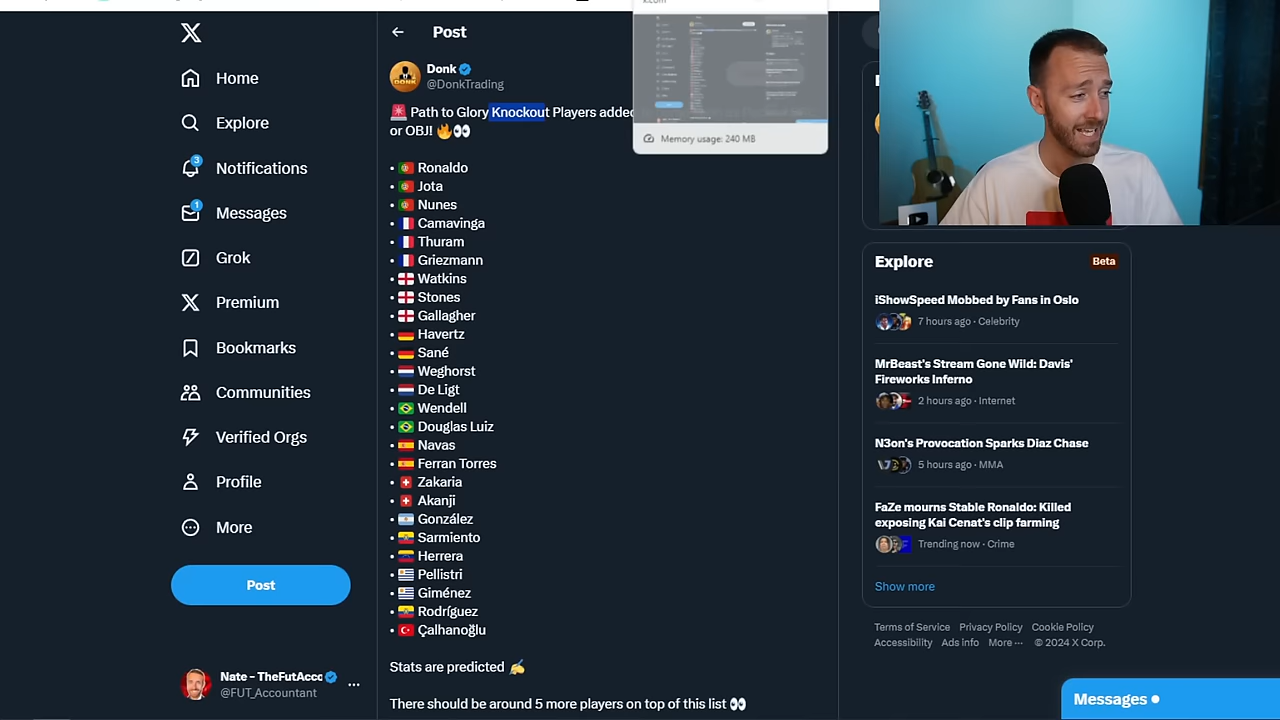 Post
Donk
@DonkTrading
🚨 Path to Glory Knockout Players added
or OBJ! 🔥👀
• Ronaldo
• Jota
• Nunes
• Camavinga
• Thuram
• Griezmann
• Watkins
• Stones
• Gallagher
• Havertz
• Sané
• Weghorst
• De Ligt
• Wendell
• Douglas Luiz
• Navas
• Ferran Torres
• Zakaria
• Akanji
• González
• Sarmiento
• Herrera
• Pellistri
• Giménez
• Rodríguez
• Çalhanoğlu
Stats are predicted ✍️
There should be around 5 more players on top of this list 👀
Home
Explore
3
Notifications
1
Messages
Grok
Premium
Bookmarks
Communities
Verified Orgs
Profile
More
Post
Nate - TheFutAcc
@FUT_Accountant
Memory usage: 240 MB
Explore
Beta
iShowSpeed Mobbed by Fans in Oslo
7 hours ago · Celebrity
MrBeast's Stream Gone Wild: Davis'
Fireworks Inferno
2 hours ago · Internet
N3on's Provocation Sparks Diaz Chase
5 hours ago · MMA
FaZe mourns Stable Ronaldo: Killed
exposing Kai Cenat's clip farming
Trending now · Crime
Show more
Terms of Service Privacy Policy Cookie Policy
Accessibility Ads info More ··· © 2024 X Corp.
Messages